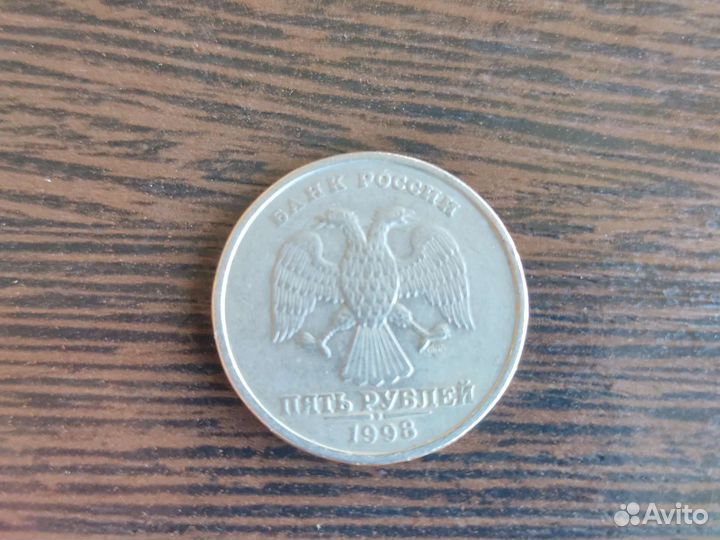 БАНК РОССИИ
ПЯТЬ РУБЛЕЙ
1998
Avito